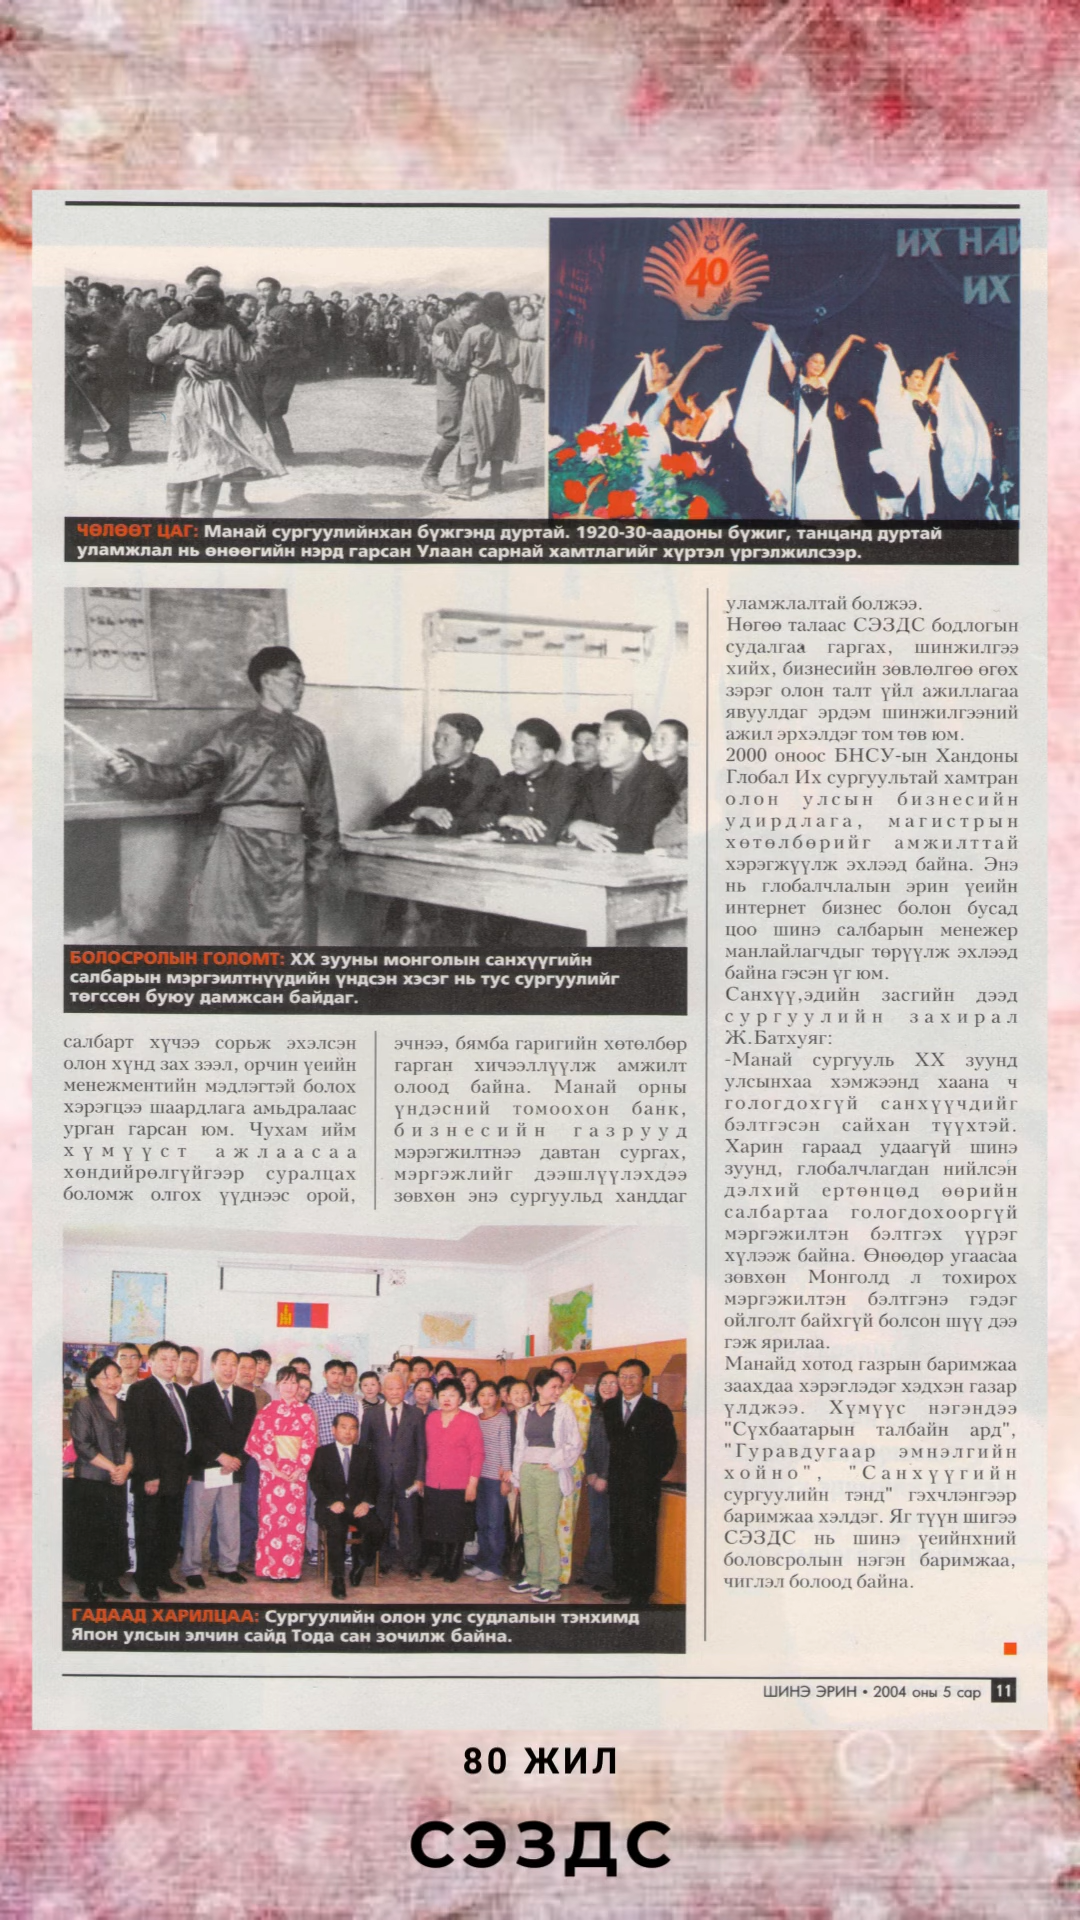 40
ИХ НАЙ
ИХ
ЧӨЛӨӨТ ЦАГ: Манай сургуулийнхан бүжгэнд дуртай. 1920-30-аадоны бүжиг, танцанд дуртай
уламжлал нь өнөөгийн нэрд гарсан Улаан сарнай хамтлагийг хүртэл үргэлжилсээр.
БОЛОСРОЛЫН ГОЛОМТ: XX зууны монголын санхүүгийн
салбарын мэргэилтнүүдийн үндсэн хэсэг нь тус сургуулийг
төгссөн буюу дамжсан байдаг.
салбарт хүчээ сорьж эхэлсэн
олон хүнд зах зээл, орчин үеийн
менежментийн мэдлэгтэй болох
хэрэгцээ шаардлага амьдралаас
урган гарсан юм. Чухам ийм
хүмүүст ажлаасаа
хөндийрөлгүйгээр суралцах
боломж олгох үүднээс орой,
эчнээ, бямба гаригийн хөтөлбөр
гарган хичээллүүлж амжилт
олоод байна. Манай орны
үндэсний томоохон банк,
бизнесийн газрууд
мэрэгжилтнээ давтан сургах,
мэргэжлийг дээшлүүлэхдээ
зөвхөн энэ сургуульд ханддаг
уламжлалтай болжээ.
Нөгөө талаас СЭЗДС бодлогын
судалгаа гаргах, шинжилгээ
хийх, бизнесийн зөвлөлгөө өгөх
зэрэг олон талт үйл ажиллагаа
явуулдаг эрдэм шинжилгээний
ажил эрхэлдэг том төв юм.
2000 оноос БНСУ-ын Хандоны
Глобал Их сургуультай хамтран
олон улсын бизнесийн
удирдлага, магистрын
хөтөлбөрийг амжилттай
хэрэгжүүлж эхлээд байна. Энэ
нь глобалчлалын эрин үеийн
интернет бизнес болон бусад
цоо шинэ салбарын менежер
манлайлагчдыг төрүүлж эхлээд
байна гэсэн үг юм.
Санхүү,эдийн засгийн дээд
сургуулийн захирал
Ж.Батхуяг:
-Манай сургууль XX зуунд
улсынхаа хэмжээнд хаана ч
гологдохгүй санхүүчдийг
бэлтгэсэн сайхан түүхтэй.
Харин гараад удаагүй шинэ
зуунд, глобалчлагдан нийлсэн
дэлхий ертөнцөд өөрийн
салбартаа гологдохооргүй
мэргэжилтэн бэлтгэх үүрэг
хүлээж байна. Өнөөдөр угаасаа
зөвхөн Монголд л тохирох
мэргэжилтэн бэлтгэнэ гэдэг
ойлголт байхгүй болсон шүү дээ
гэж ярилаа.
Манайд хотод газрын баримжаа
заахдаа хэрэглэдэг хэдхэн газар
үлджээ. Хүмүүс нэгэндээ
"Сүхбаатарын талбайн ард",
"Гуравдугаар эмнэлгийн
хойно", "Санхүүгийн
сургуулийн тэнд" гэхчлэнгээр
баримжаа хэлдэг. Яг түүн шигээ
СЭЗДС нь шинэ үеийнхний
боловсролын нэгэн баримжаа,
чиглэл болоод байна.
ГАДААД ХАРИЛЦАА: Сургуулийн олон улс судлалын тэнхимд
Япон улсын элчин сайд Тода сан зочилж байна.
ШИНЭ ЭРИН • 2004 оны 5 сар 11
80 ЖИЛ
СЭЗДС